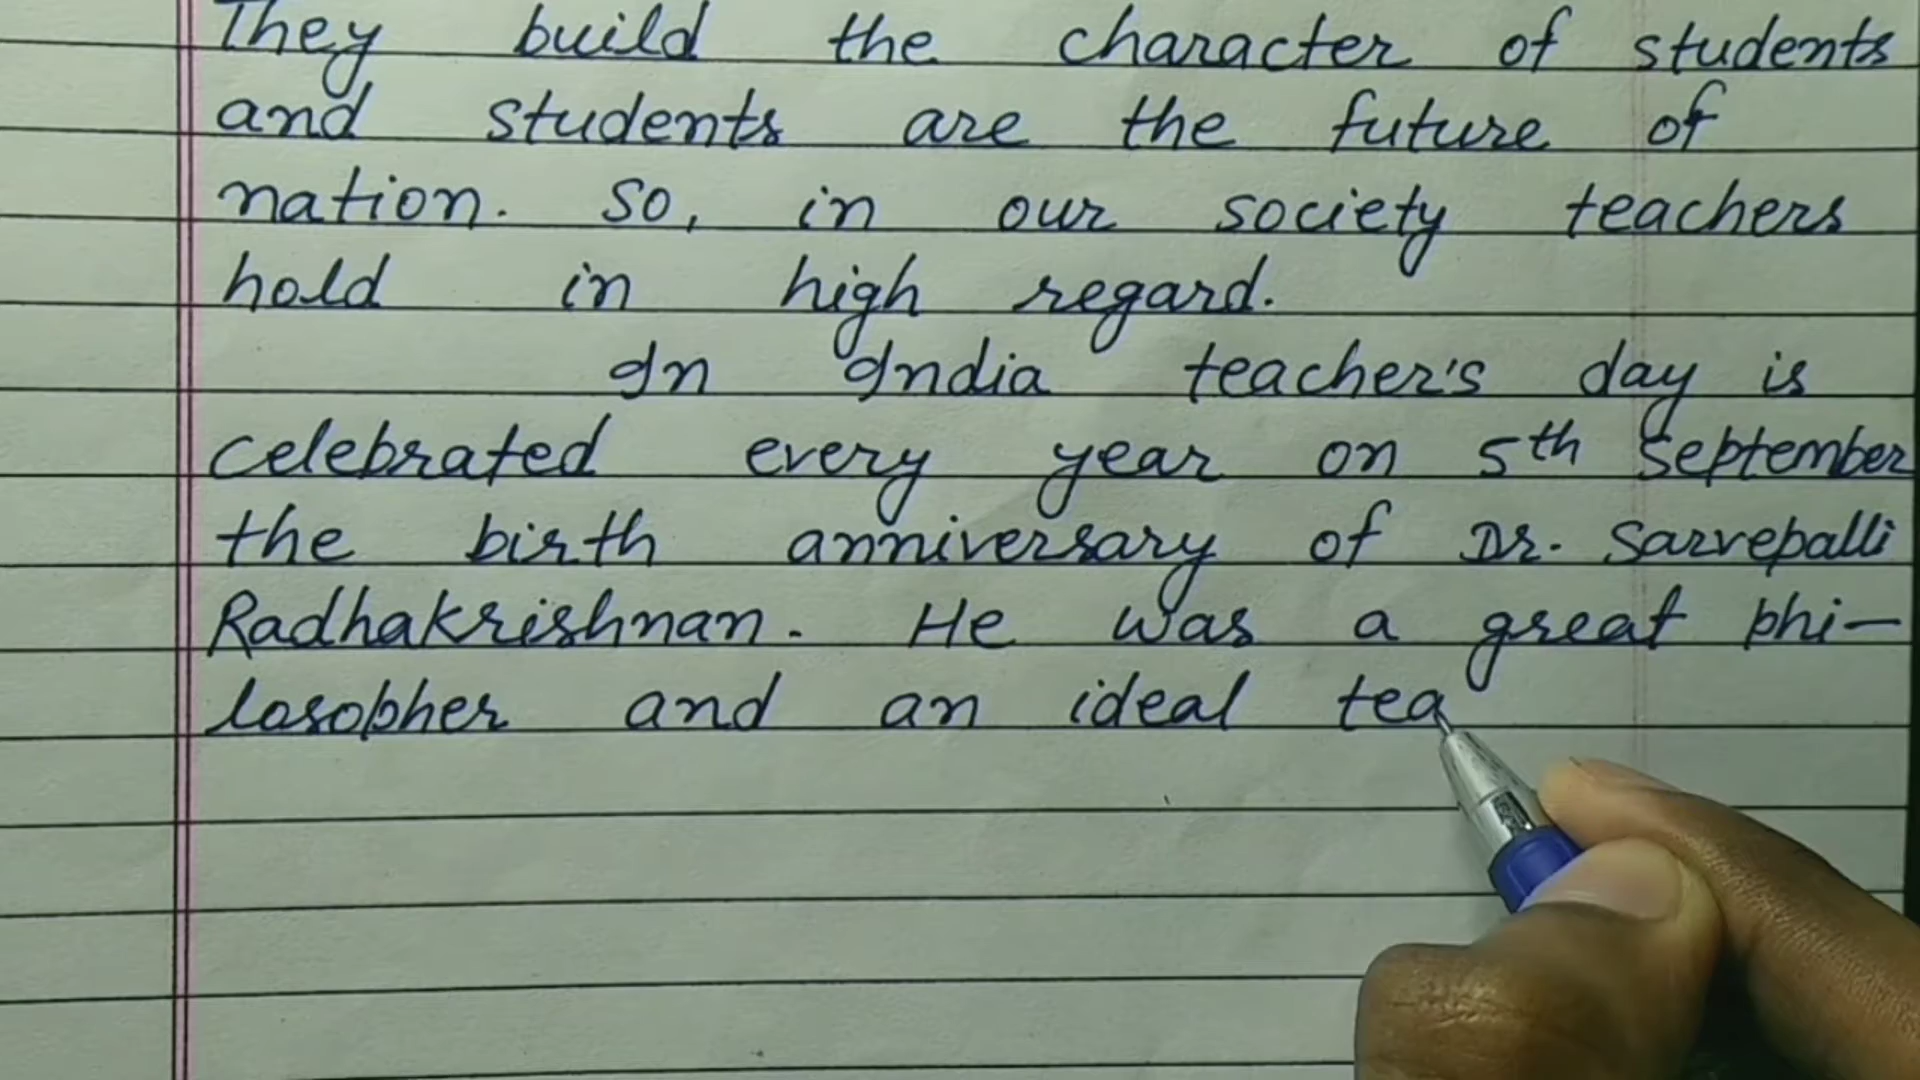 They build the character of students
and students are the future of
nation. So, in our society teachers
hold in high regard.
In India teacher's day is
celebrated every year on 5th September
the birth anniversary of Dr. Sarvepalli
Radhakrishnan. He was a great phi-
losopher and an ideal tea